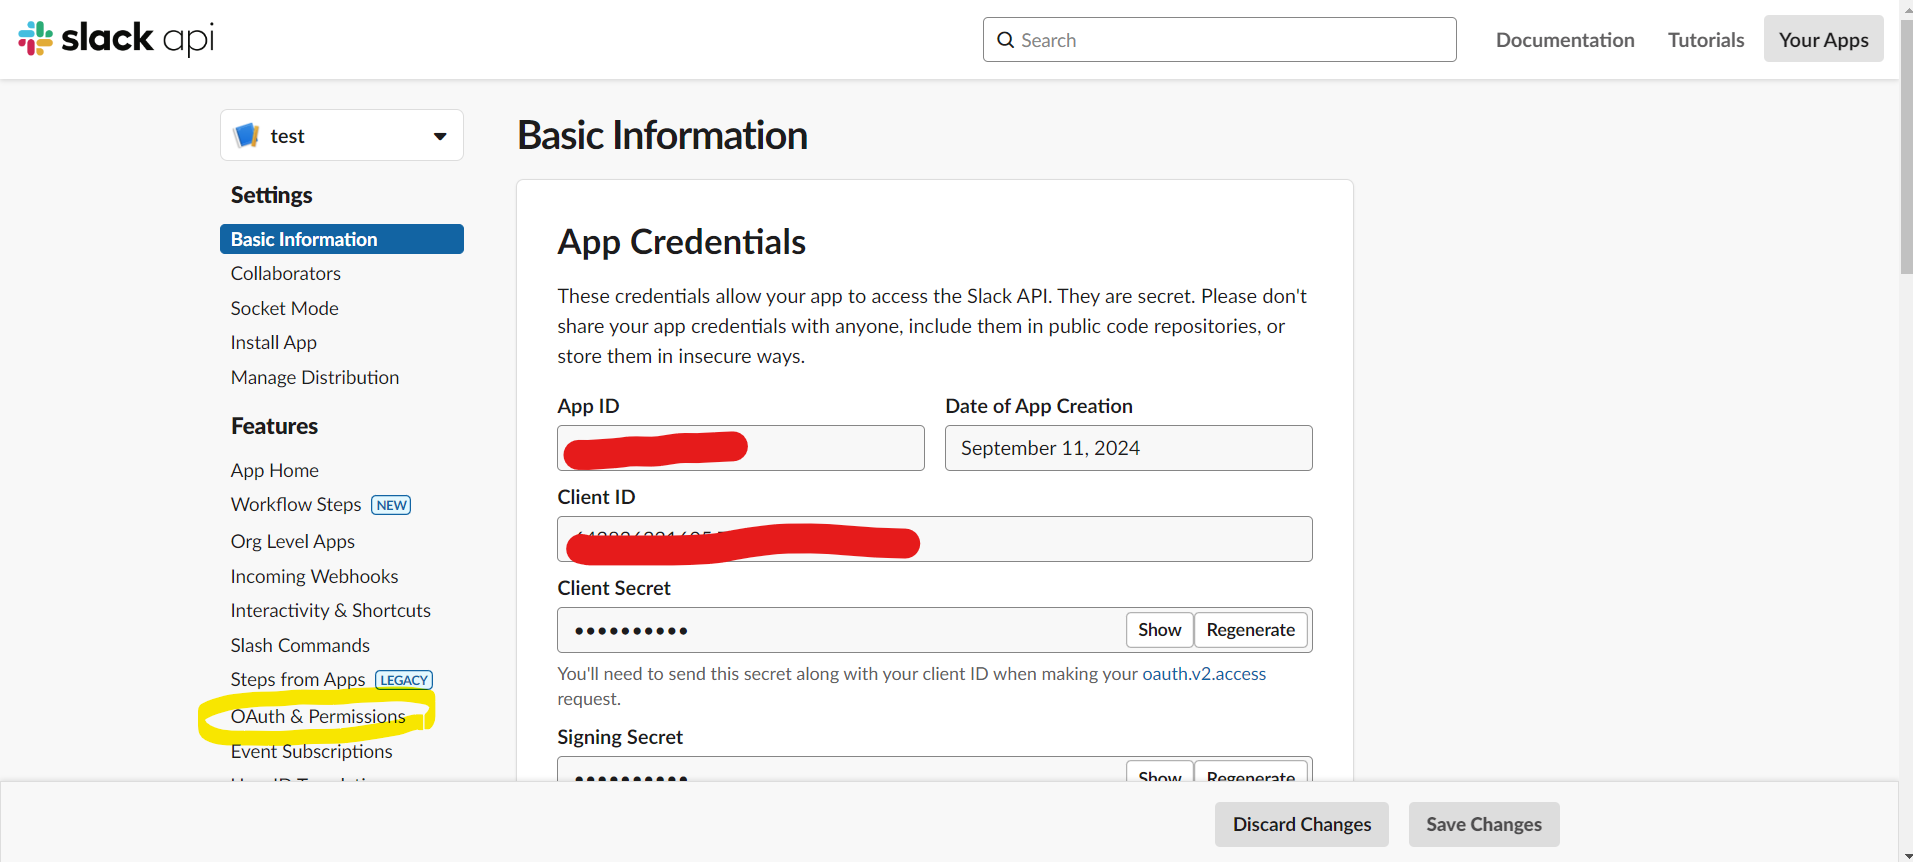 slack api
Search
Documentation
Tutorials
Your Apps
test
Settings
Basic Information
Collaborators
Socket Mode
Install App
Manage Distribution
Features
App Home
Workflow Steps NEW
Org Level Apps
Incoming Webhooks
Interactivity & Shortcuts
Slash Commands
Steps from Apps LEGACY
OAuth & Permissions
Event Subscriptions
Basic Information
App Credentials
These credentials allow your app to access the Slack API. They are secret. Please don't
share your app credentials with anyone, include them in public code repositories, or
store them in insecure ways.
App ID
Date of App Creation
September 11, 2024
Client ID
Client Secret
••••••••••
Show
Regenerate
You'll need to send this secret along with your client ID when making your oauth.v2.access
request.
Signing Secret
••••••••••
Show
Regenerate
Discard Changes
Save Changes